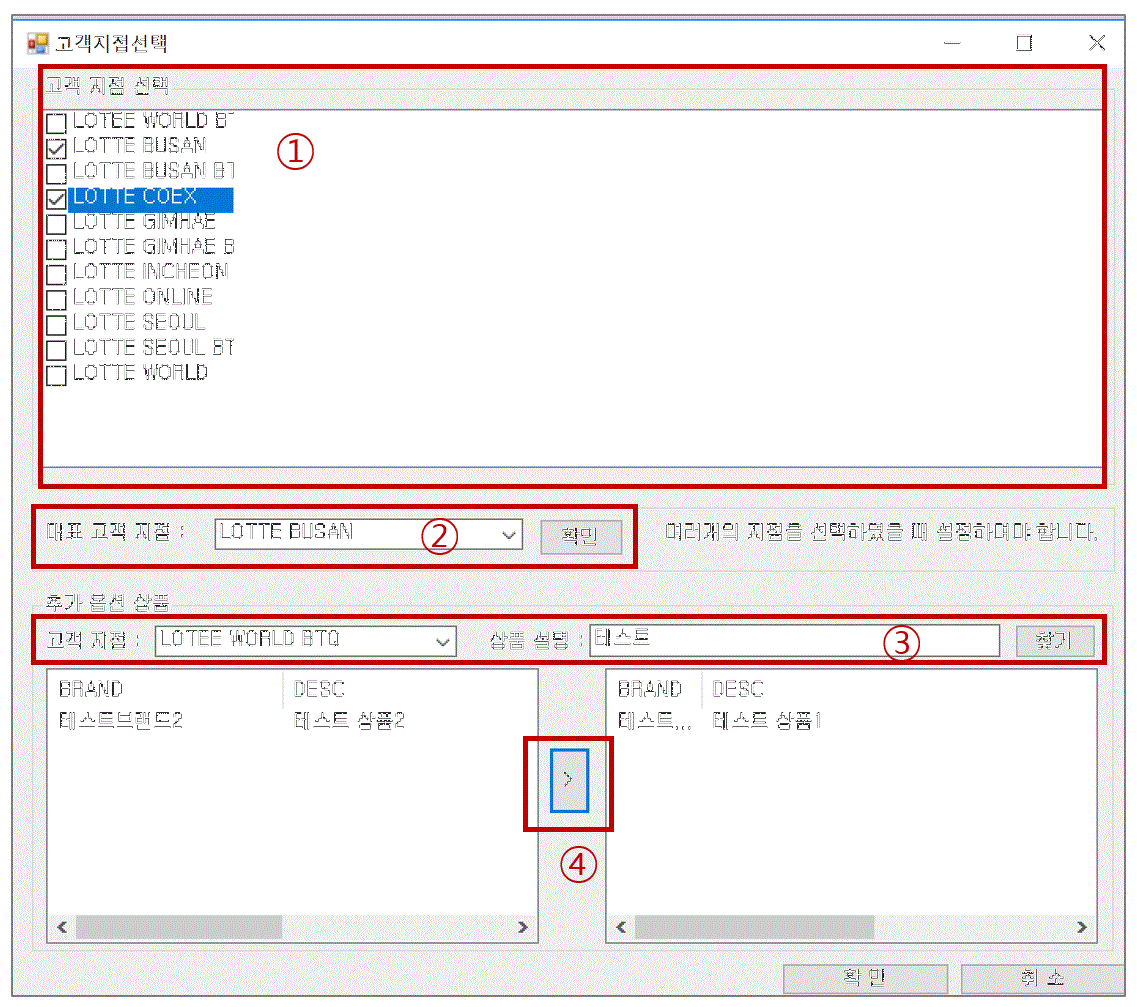 고객지점선택
고객 지점 선택
LOTEE WORLD BT
LOTTE BUSAN
①
LOTTE BUSAN BT
LOTTE COEX
LOTTE GIMHAE
LOTTE GIMHAE B
LOTTE INCHEON
LOTTE ONLINE
LOTTE SEOUL
LOTTE SEOUL BT
LOTTE WORLD
대표 고객 지점 : LOTTE BUSAN ② 확인 여러개의 지점을 선택하였을 때 설정하여야 합니다.
추가 옵션 상품
고객 지점 : LOTEE WORLD BTQ 상품 설명 : 테스트 ③ 찾기
BRAND DESC BRAND DESC
테스트브랜드2 테스트 상품2 테스트... 테스트 상품1
>
④
확 인 취 소